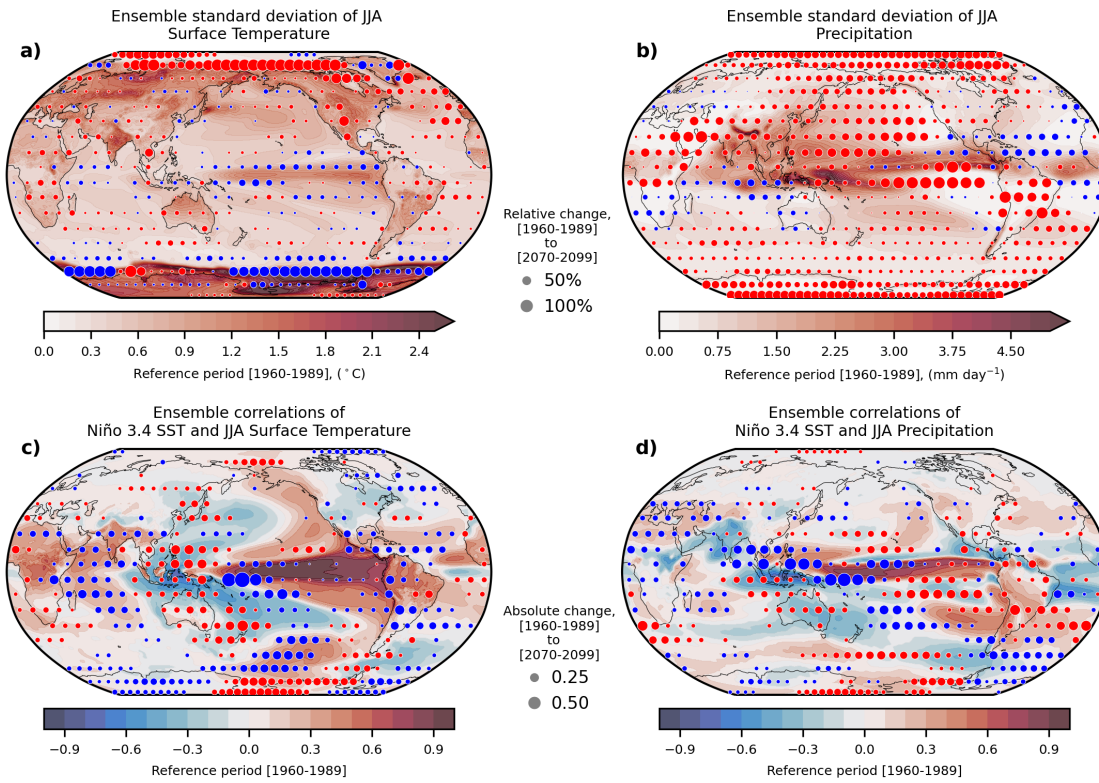 Ensemble standard deviation of JJA
Surface Temperature
a)
Ensemble standard deviation of JJA
Precipitation
b)
Relative change,
[1960-1989]
to
[2070-2099]
50%
100%
0.0 0.3 0.6 0.9 1.2 1.5 1.8 2.1 2.4
Reference period [1960-1989], (°C)
0.00 0.75 1.50 2.25 3.00 3.75 4.50
Reference period [1960-1989], (mm day⁻¹)
Ensemble correlations of
Niño 3.4 SST and JJA Surface Temperature
c)
Ensemble correlations of
Niño 3.4 SST and JJA Precipitation
d)
Absolute change,
[1960-1989]
to
[2070-2099]
0.25
0.50
−0.9 −0.6 −0.3 0.0 0.3 0.6 0.9
Reference period [1960-1989]
−0.9 −0.6 −0.3 0.0 0.3 0.6 0.9
Reference period [1960-1989]